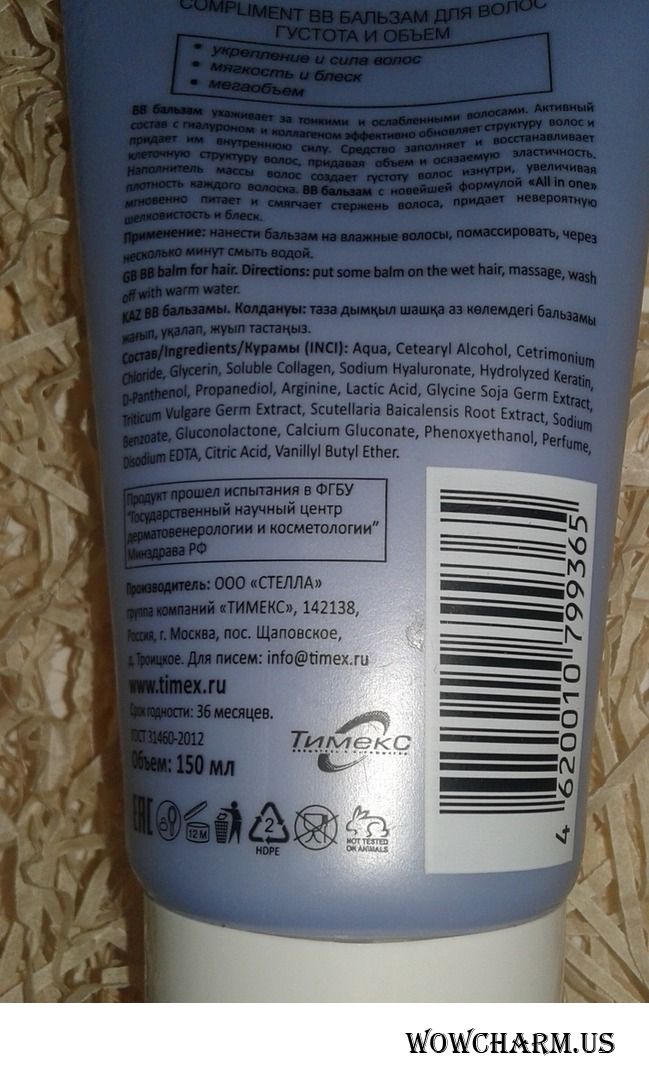 COMPLIMENT BB БАЛЬЗАМ ДЛЯ ВОЛОС
ГУСТОТА И ОБЪЕМ
• укрепление и сила волос
• мягкость и блеск
• мегаобъем
BB бальзам ухаживает за тонкими и ослабленными волосами. Активный
состав с гиалуроном и коллагеном эффективно обновляет структуру волос и
придает им внутреннюю силу. Средство заполняет и восстанавливает
клеточную структуру волос, придавая объем и осязаемую эластичность.
Наполнитель массы волос создает густоту волос изнутри, увеличивая
плотность каждого волоска. BB бальзам с новейшей формулой «All in one»
мгновенно питает и смягчает стержень волоса, придает невероятную
шелковистость и блеск.
Применение: нанести бальзам на влажные волосы, помассировать, через
несколько минут смыть водой.
GB BB balm for hair. Directions: put some balm on the wet hair, massage, wash
off with warm water.
KAZ BB бальзамы. Колдануы: таза дымқыл шашқа аз көлемдегі бальзамы
жағып, уқалап, жуып тастаңыз.
Состав/Ingredients/Курамы (INCI): Aqua, Cetearyl Alcohol, Cetrimonium
Chloride, Glycerin, Soluble Collagen, Sodium Hyaluronate, Hydrolyzed Keratin,
D-Panthenol, Propanediol, Arginine, Lactic Acid, Glycine Soja Germ Extract,
Triticum Vulgare Germ Extract, Scutellaria Baicalensis Root Extract, Sodium
Benzoate, Gluconolactone, Calcium Gluconate, Phenoxyethanol, Perfume,
Disodium EDTA, Citric Acid, Vanillyl Butyl Ether.
Продукт прошел испытания в ФГБУ
"Государственный научный центр
дерматовенерологии и косметологии"
Минздрава РФ
Производитель: ООО «СТЕЛЛА»
группа компаний «ТИМЕКС», 142138,
Россия, г. Москва, пос. Щаповское,
д. Троицкое. Для писем: info@timex.ru
www.timex.ru
Срок годности: 36 месяцев.
ГОСТ 31460-2012
Объем: 150 мл
Тимекс
EAC
12 M
2
HDPE
NOT TESTED
ON ANIMALS
4 620010 799365
WOWCHARM.US